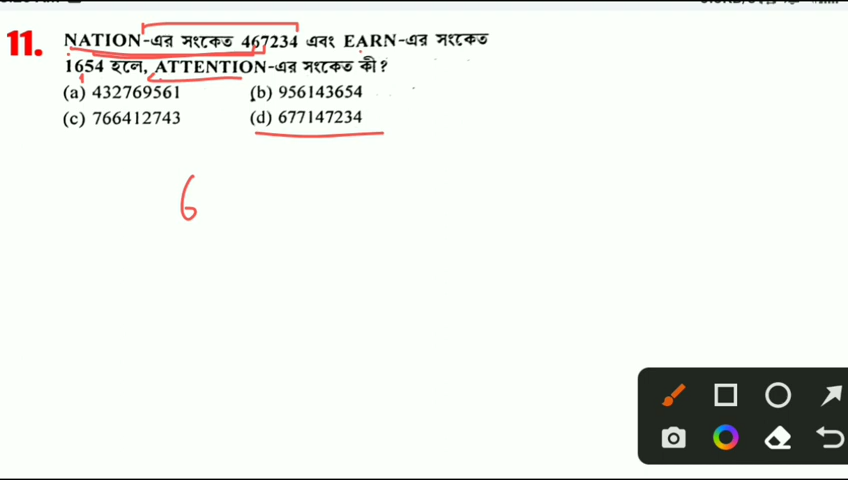 11. NATION-এর সংকেত 467234 এবং EARN-এর সংকেত
1654 হলে, ATTENTION-এর সংকেত কী?
(a) 432769561 (b) 956143654
(c) 766412743 (d) 677147234
6